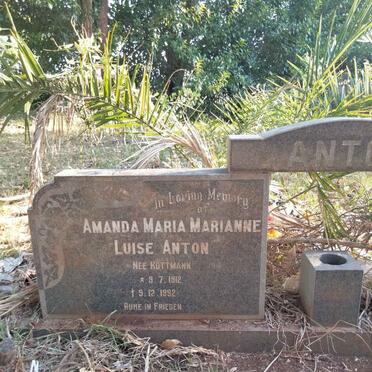 ANT
In Loving Memory
of
AMANDA MARIA MARIANNE
LUISE ANTON
NEE KÖTTMANN
* 9.7.1912
† 9.12.1992
RUHE IN FRIEDEN